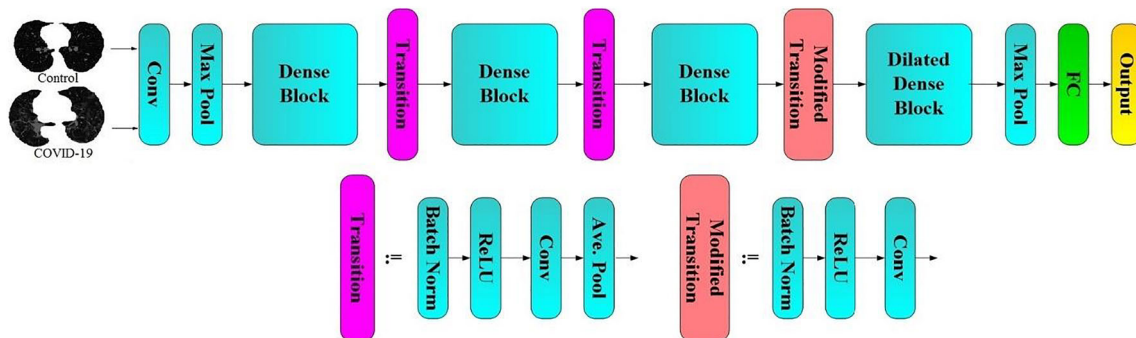 Control
COVID-19
Conv
Max Pool
Dense
Block
Transition
Dense
Block
Transition
Dense
Block
Modified
Transition
Dilated
Dense
Block
Max Pool
FC
Output
Transition
:=
Batch Norm
ReLU
Conv
Ave. Pool
Modified
Transition
:=
Batch Norm
ReLU
Conv